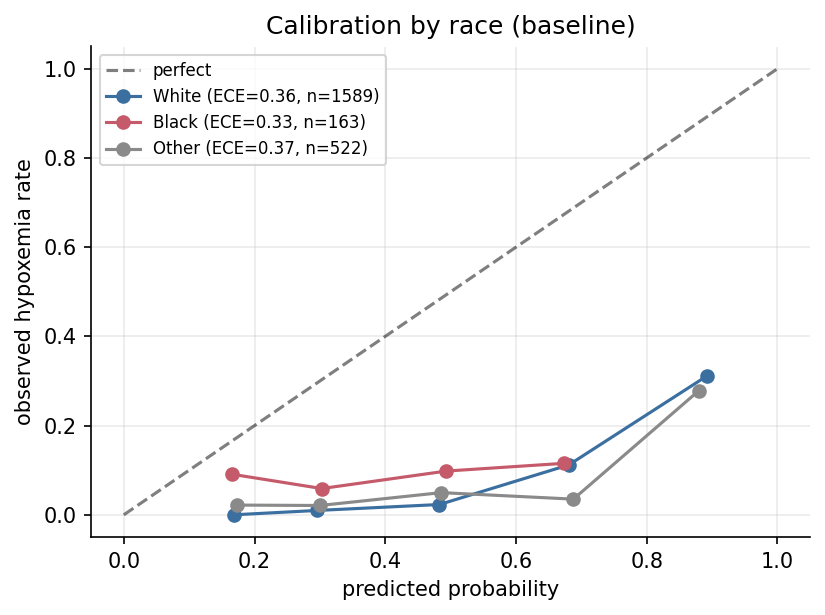 Calibration by race (baseline)
perfect
White (ECE=0.36, n=1589)
Black (ECE=0.33, n=163)
Other (ECE=0.37, n=522)
observed hypoxemia rate
1.0
0.8
0.6
0.4
0.2
0.0
0.0 0.2 0.4 0.6 0.8 1.0
predicted probability